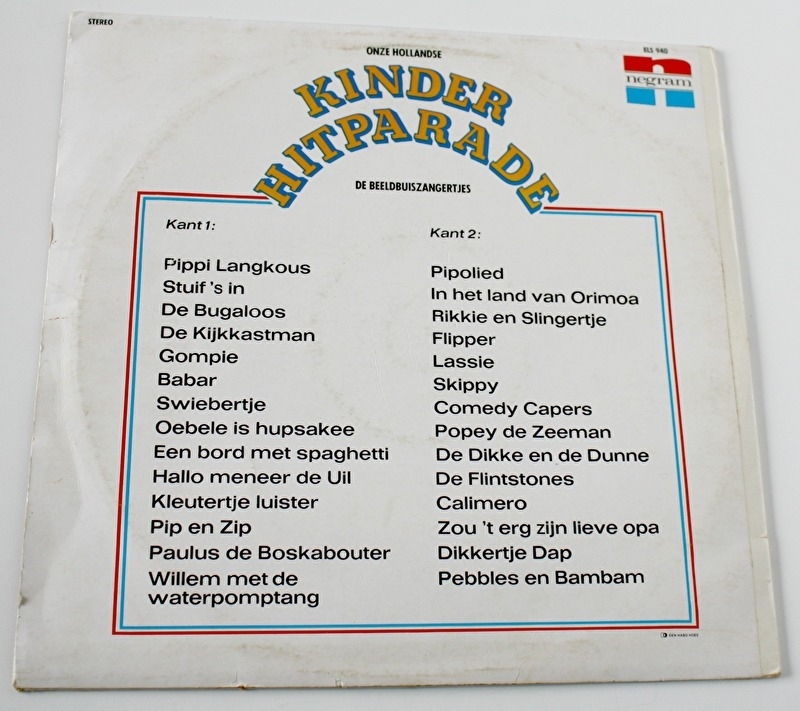 STEREO
ONZE HOLLANDSE
ELS 940
negram
KINDER
HITPARADE
DE BEELDBUISZANGERTJES
Kant 1:
Pippi Langkous
Stuif 's in
De Bugaloos
De Kijkkastman
Gompie
Babar
Swiebertje
Oebele is hupsakee
Een bord met spaghetti
Hallo meneer de Uil
Kleutertje luister
Pip en Zip
Paulus de Boskabouter
Willem met de
waterpomptang
Kant 2:
Pipolied
In het land van Orimoa
Rikkie en Slingertje
Flipper
Lassie
Skippy
Comedy Capers
Popey de Zeeman
De Dikke en de Dunne
De Flintstones
Calimero
Zou 't erg zijn lieve opa
Dikkertje Dap
Pebbles en Bambam
EEN HABO HOES